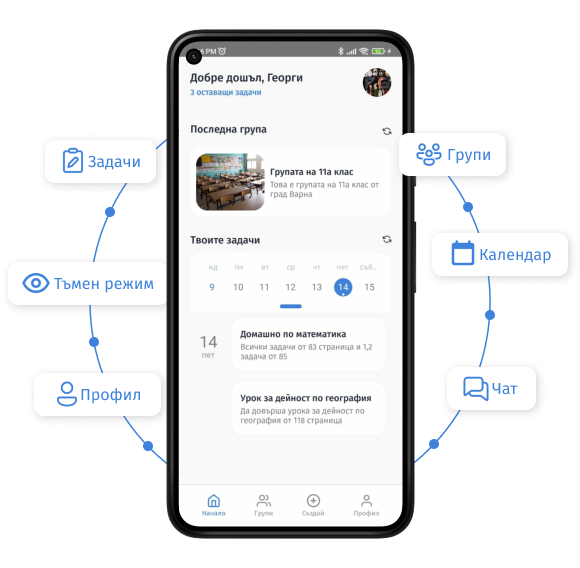 PM
Добре дошъл, Георги
3 оставащи задачи
Последна група
Групата на 11а клас
Това е групата на 11а клас от
град Варна
Твоите задачи
нд пн вт ср чт пет съб...
9 10 11 12 13 14 15
14
пет
Домашно по математика
Всички задачи от 83 страница и 1,2
задача от 85
Урок за дейност по география
Да довърша урока за дейност по
география от 118 страница
Начало Групи Създай Профил
Задачи
Тъмен режим
Профил
Групи
Календар
Чат